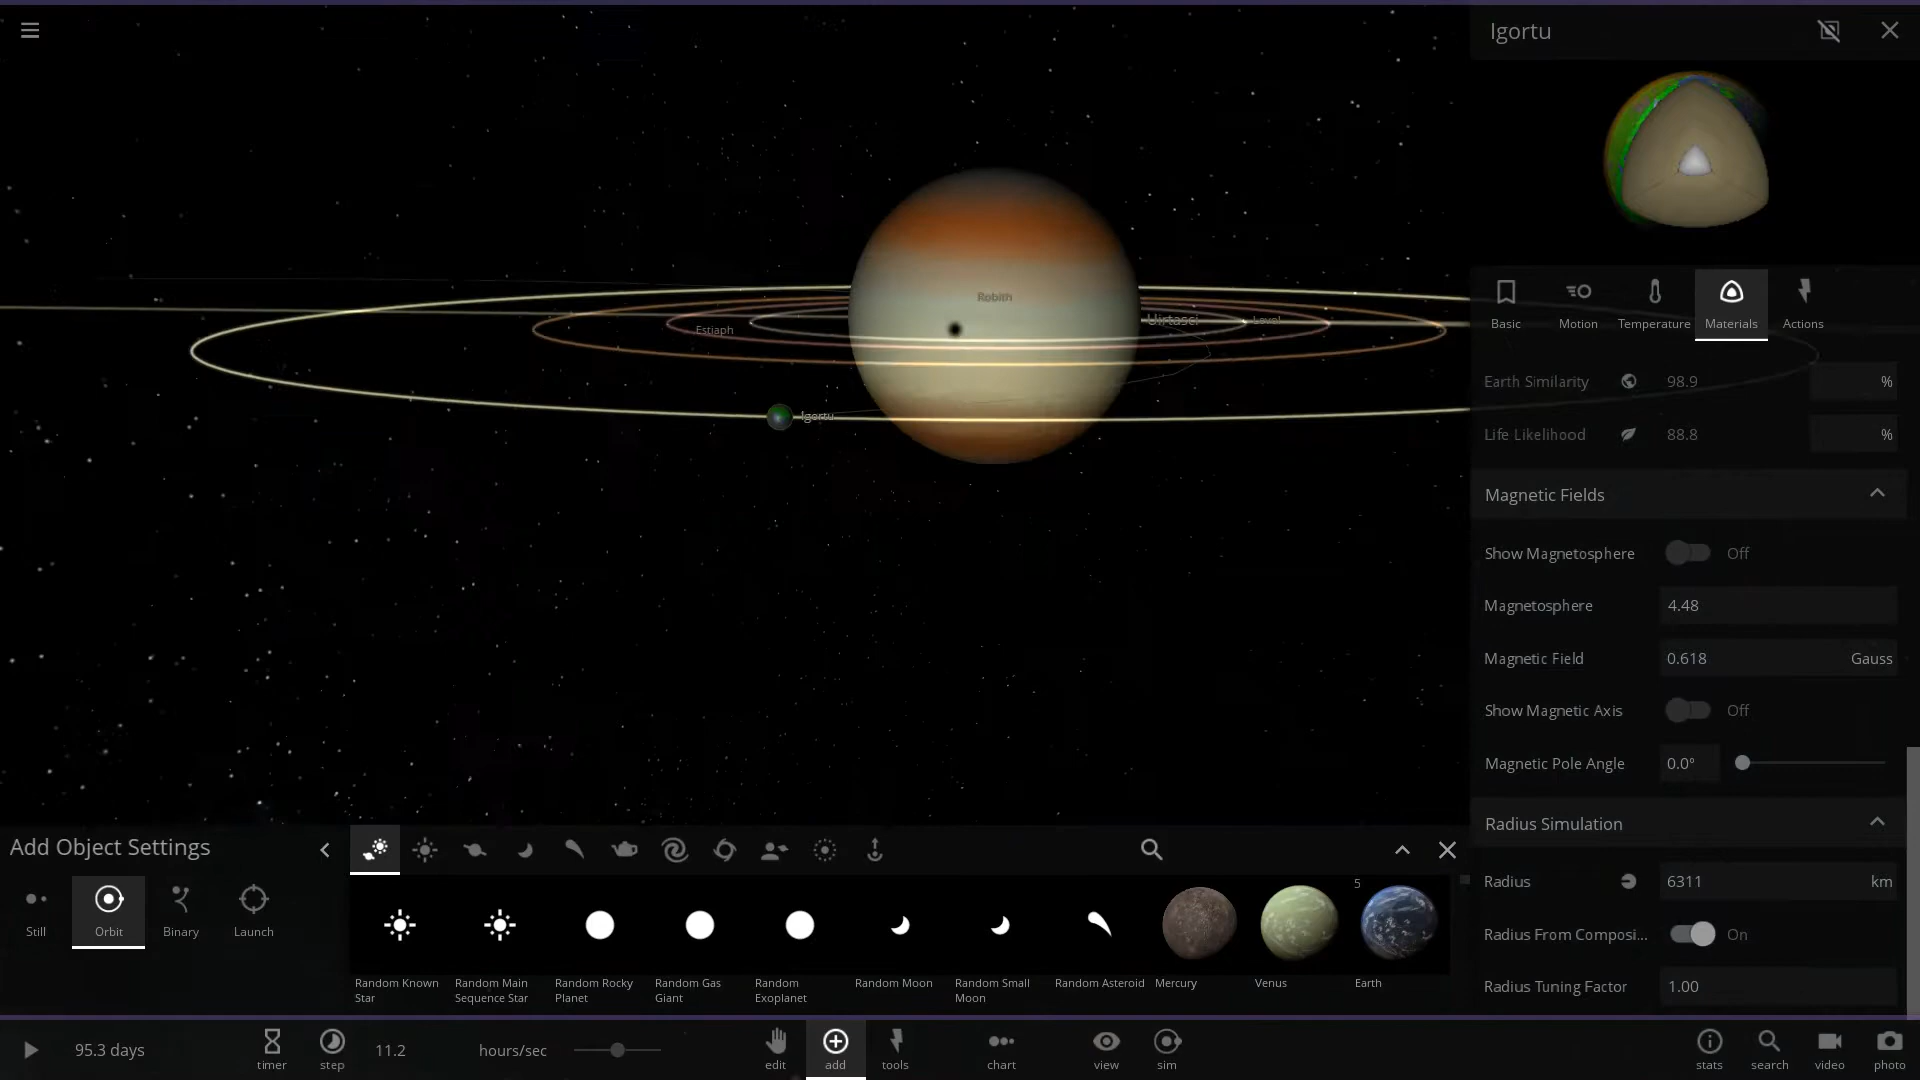 Igortu
Robith
Uirtasci
Level
Estiaph
Igortu
Basic
Motion
Temperature
Materials
Actions
Earth Similarity 98.9 %
Life Likelihood 88.8 %
Magnetic Fields
Show Magnetosphere Off
Magnetosphere 4.48
Magnetic Field 0.618 Gauss
Show Magnetic Axis Off
Magnetic Pole Angle 0.0°
Radius Simulation
Radius 6311 km
Radius From Composi... On
Radius Tuning Factor 1.00
Add Object Settings
Still
Orbit
Binary
Launch
5
Random Known
Star
Random Main
Sequence Star
Random Rocky
Planet
Random Gas
Giant
Random
Exoplanet
Random Moon
Random Small
Moon
Random Asteroid
Mercury
Venus
Earth
95.3 days
timer
step
11.2
hours/sec
edit
add
tools
chart
view
sim
stats
search
video
photo